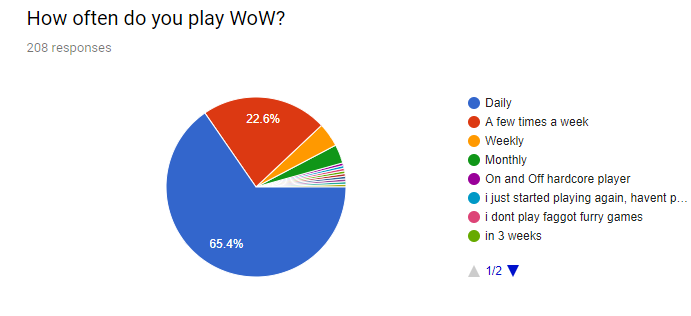 How often do you play WoW?
208 responses
22.6%
65.4%
Daily
A few times a week
Weekly
Monthly
On and Off hardcore player
i just started playing again, havent p...
i dont play faggot furry games
in 3 weeks
1/2